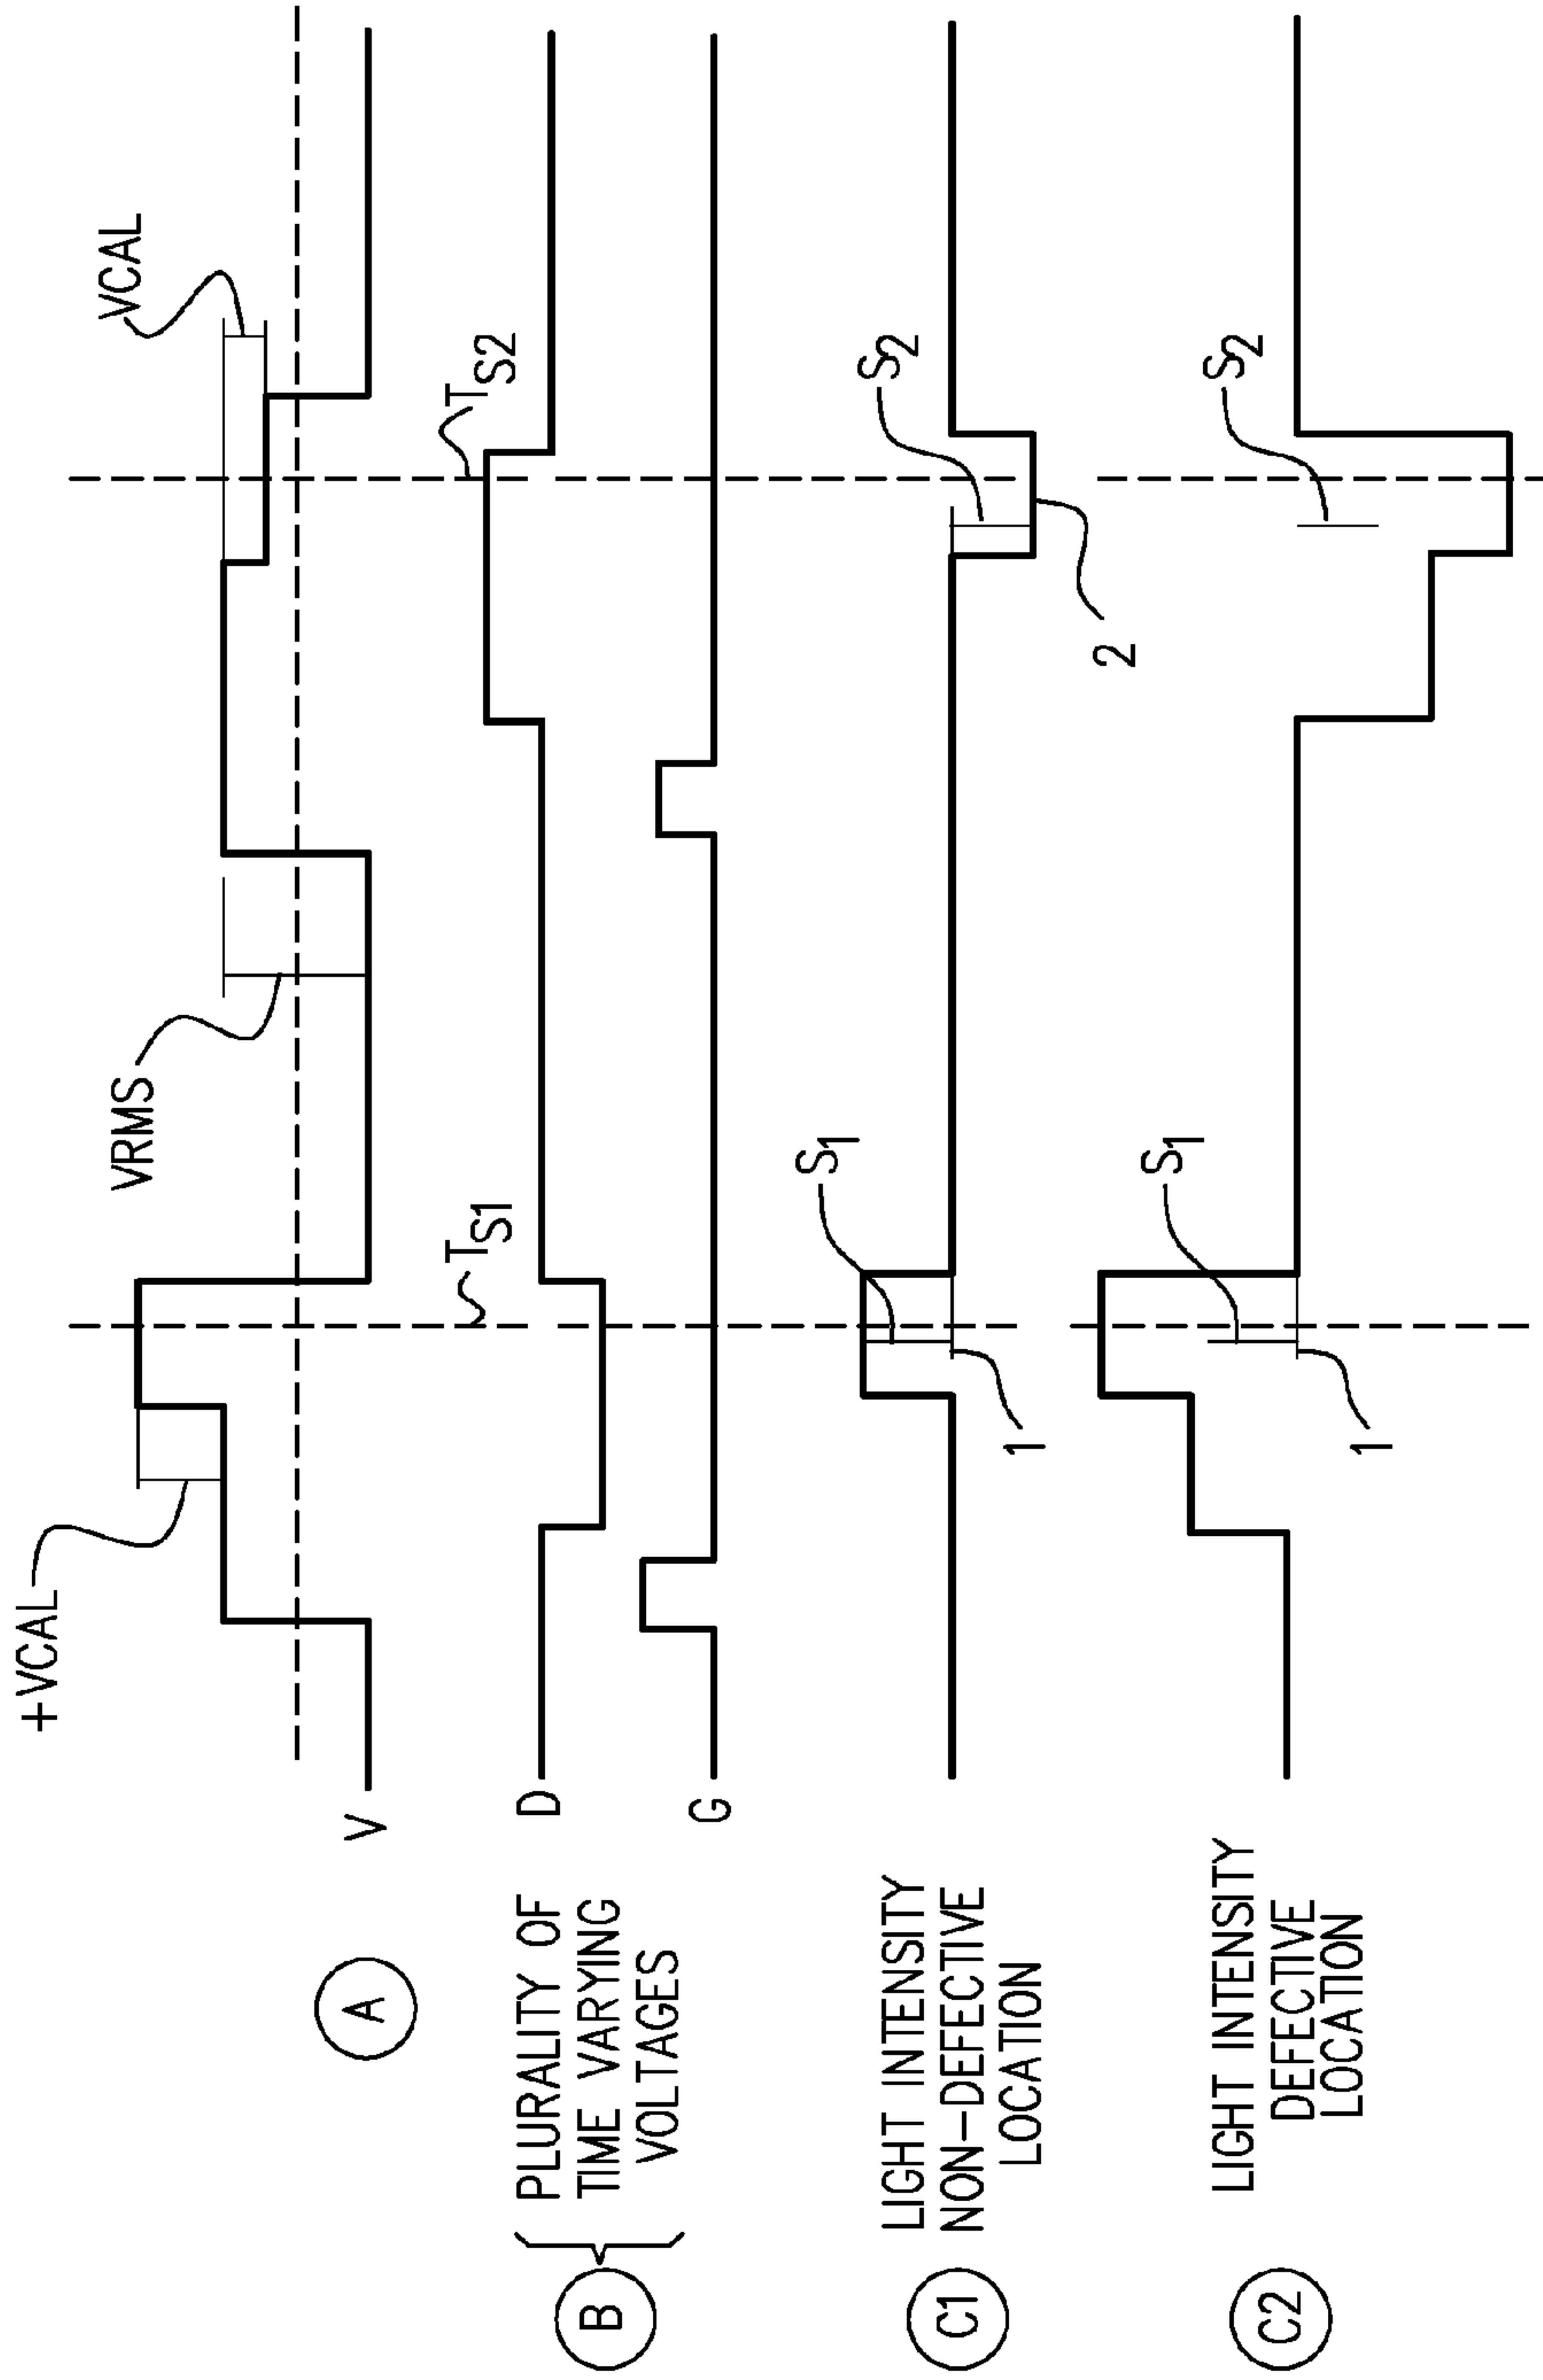 +VCAL
VCAL
VRMS
V
A
TS1
TS2
D
B
PLURALITY OF
TIME VARYING
VOLTAGES
G
S1
S2
C1
LIGHT INTENSITY
NON-DEFECTIVE
LOCATION
1
2
S1
S2
C2
LIGHT INTENSITY
DEFECTIVE
LOCATION
1